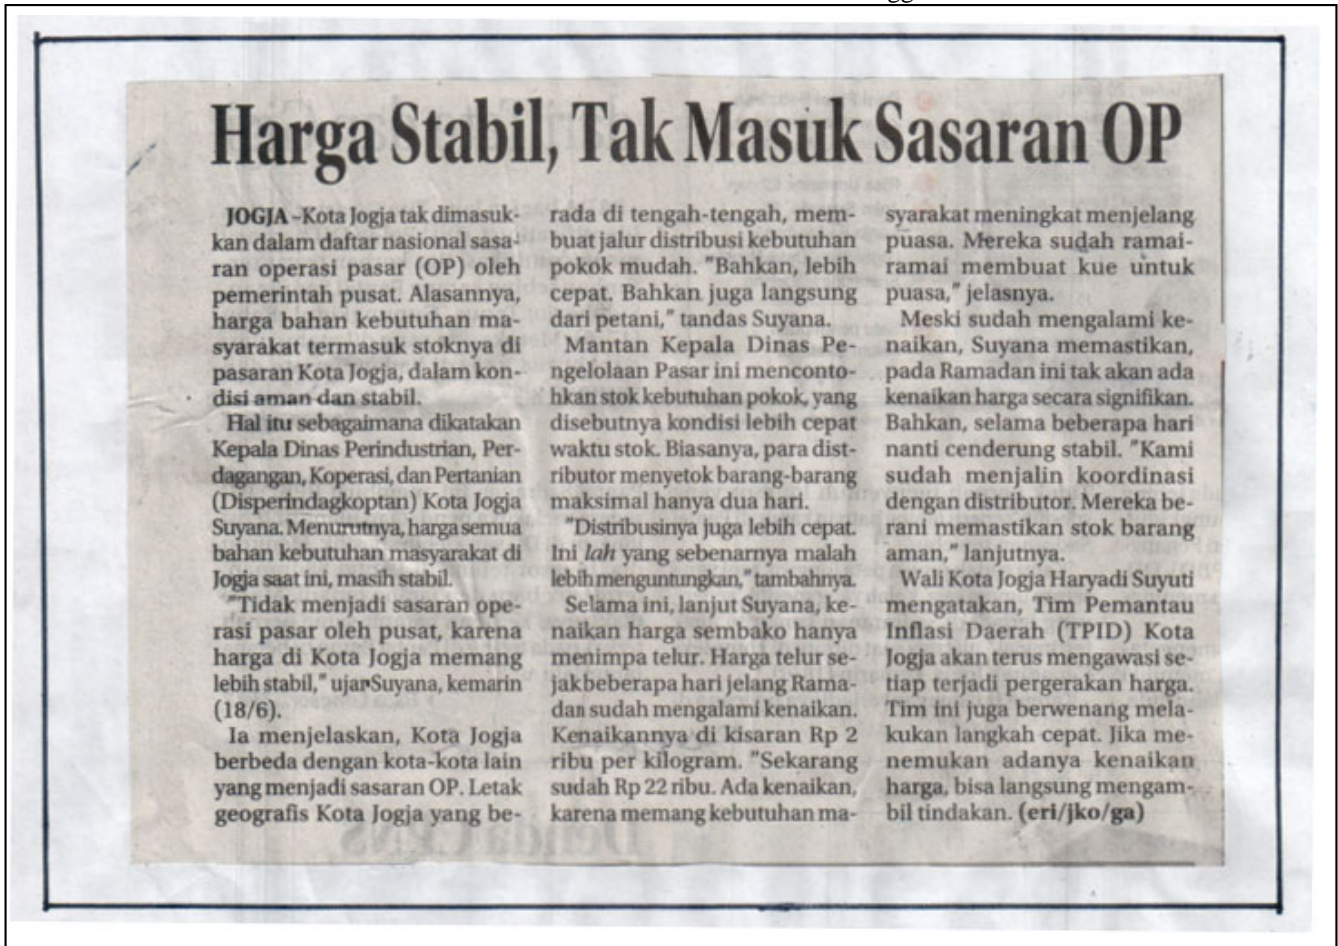 Harga Stabil, Tak Masuk Sasaran OP
JOGJA – Kota Jogja tak dimasuk-
kan dalam daftar nasional sasa-
ran operasi pasar (OP) oleh
pemerintah pusat. Alasannya,
harga bahan kebutuhan ma-
syarakat termasuk stoknya di
pasaran Kota Jogja, dalam kon-
disi aman dan stabil.
Hal itu sebagaimana dikatakan
Kepala Dinas Perindustrian, Per-
dagangan, Koperasi, dan Pertanian
(Disperindagkoptan) Kota Jogja
Suyana. Menurutnya, harga semua
bahan kebutuhan masyarakat di
Jogja saat ini, masih stabil.
"Tidak menjadi sasaran ope-
rasi pasar oleh pusat, karena
harga di Kota Jogja memang
lebih stabil," ujar Suyana, kemarin
(18/6).
Ia menjelaskan, Kota Jogja
berbeda dengan kota-kota lain
yang menjadi sasaran OP. Letak
geografis Kota Jogja yang be-
rada di tengah-tengah, mem-
buat jalur distribusi kebutuhan
pokok mudah. "Bahkan, lebih
cepat. Bahkan juga langsung
dari petani," tandas Suyana.
Mantan Kepala Dinas Pe-
ngelolaan Pasar ini menconto-
hkan stok kebutuhan pokok, yang
disebutnya kondisi lebih cepat
waktu stok. Biasanya, para dist-
ributor menyetok barang-barang
maksimal hanya dua hari.
"Distribusinya juga lebih cepat.
Ini lah yang sebenarnya malah
lebih menguntungkan," tambahnya.
Selama ini, lanjut Suyana, ke-
naikan harga sembako hanya
menimpa telur. Harga telur se-
jak beberapa hari jelang Rama-
dan sudah mengalami kenaikan.
Kenaikannya di kisaran Rp 2
ribu per kilogram. "Sekarang
sudah Rp 22 ribu. Ada kenaikan,
karena memang kebutuhan ma-
syarakat meningkat menjelang
puasa. Mereka sudah ramai-
ramai membuat kue untuk
puasa," jelasnya.
Meski sudah mengalami ke-
naikan, Suyana memastikan,
pada Ramadan ini tak akan ada
kenaikan harga secara signifikan.
Bahkan, selama beberapa hari
nanti cenderung stabil. "Kami
sudah menjalin koordinasi
dengan distributor. Mereka be-
rani memastikan stok barang
aman," lanjutnya.
Wali Kota Jogja Haryadi Suyuti
mengatakan, Tim Pemantau
Inflasi Daerah (TPID) Kota
Jogja akan terus mengawasi se-
tiap terjadi pergerakan harga.
Tim ini juga berwenang mela-
kukan langkah cepat. Jika me-
nemukan adanya kenaikan
harga, bisa langsung mengam-
bil tindakan. (eri/jko/ga)